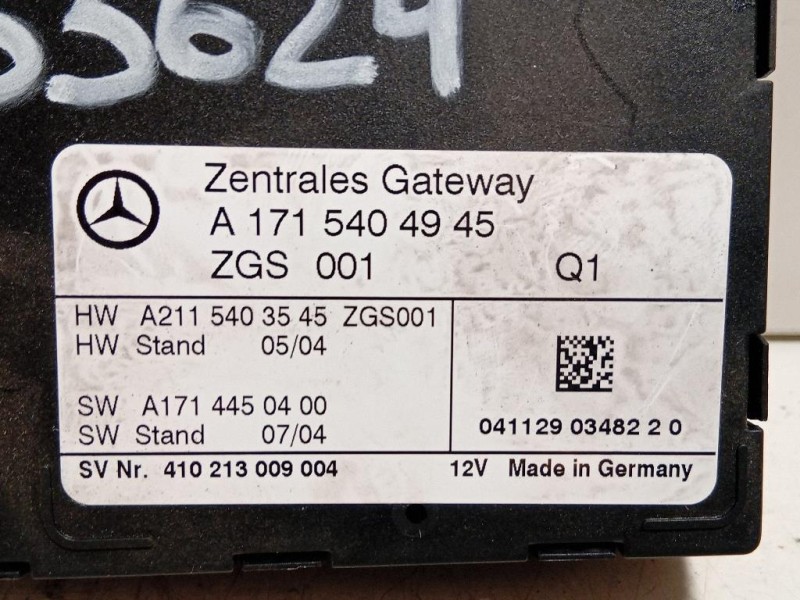 55624
Zentrales Gateway
A 171 540 49 45
ZGS 001 Q1
HW A211 540 35 45 ZGS001
HW Stand 05/04
SW A171 445 04 00
SW Stand 07/04
041129 03482 2 0
SV Nr. 410 213 009 004 12V Made in Germany